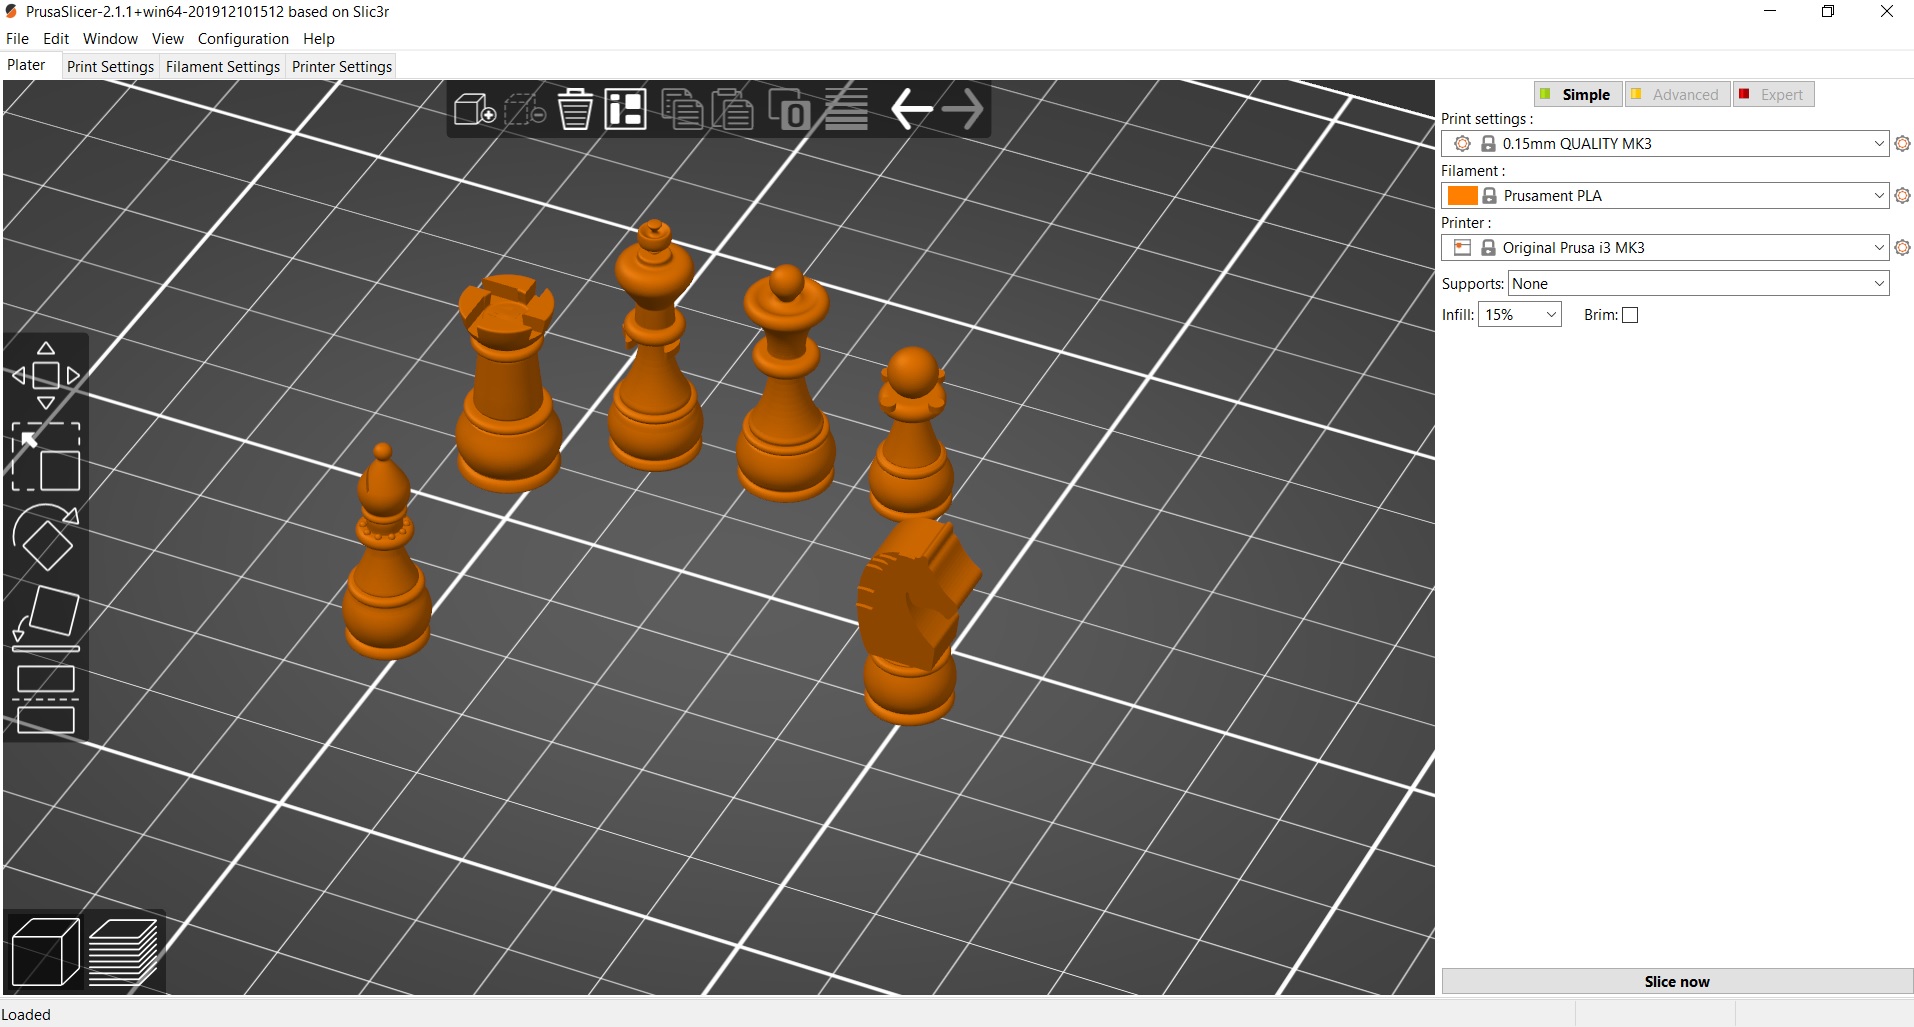 PrusaSlicer-2.1.1+win64-201912101512 based on Slic3r
File Edit Window View Configuration Help
Plater Print Settings Filament Settings Printer Settings
Simple Advanced Expert
Print settings :
0.15mm QUALITY MK3
Filament :
Prusament PLA
Printer :
Original Prusa i3 MK3
Supports: None
Infill: 15% Brim:
Slice now
Loaded